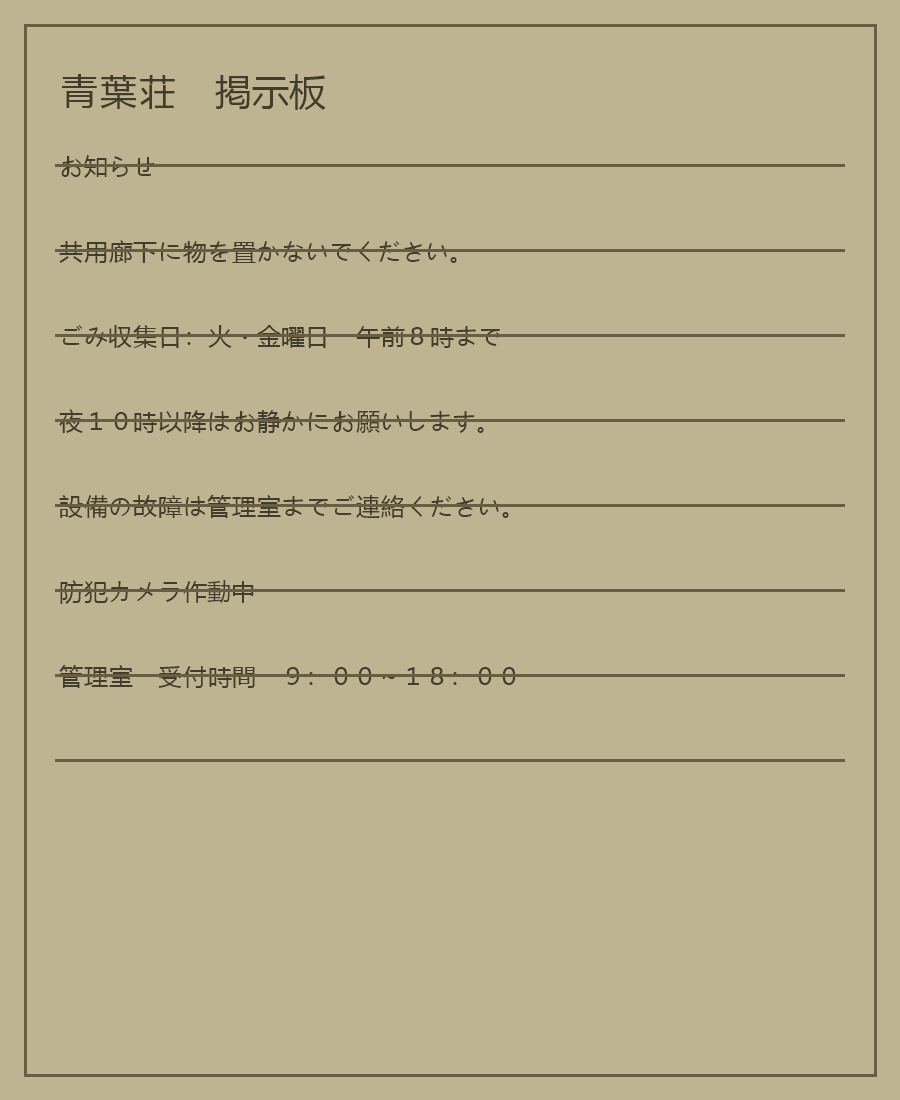 青葉荘　掲示板
お知らせ
共用廊下に物を置かないでください。
ごみ収集日：火・金曜日　午前８時まで
夜１０時以降はお静かにお願いします。
設備の故障は管理室までご連絡ください。
防犯カメラ作動中
管理室　受付時間　９：００～１８：００